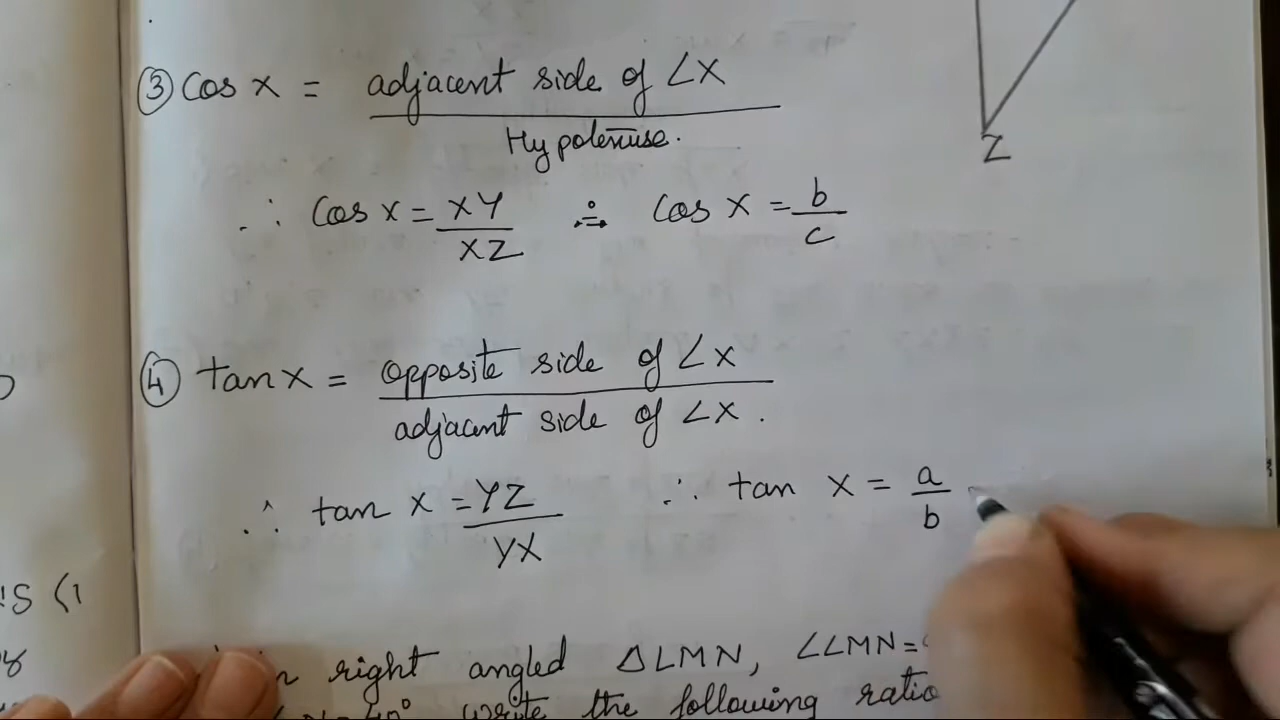 ③ Cos X = adjacent side of ∠X
Hypotenuse.
Z
∴ Cos X = XY / XZ ∴ Cos X = b / c
④ tan X = opposite side of ∠X
adjacent side of ∠X.
∴ tan X = YZ / YX ∴ tan X = a / b
right angled △LMN, ∠LMN=
write the following ratio